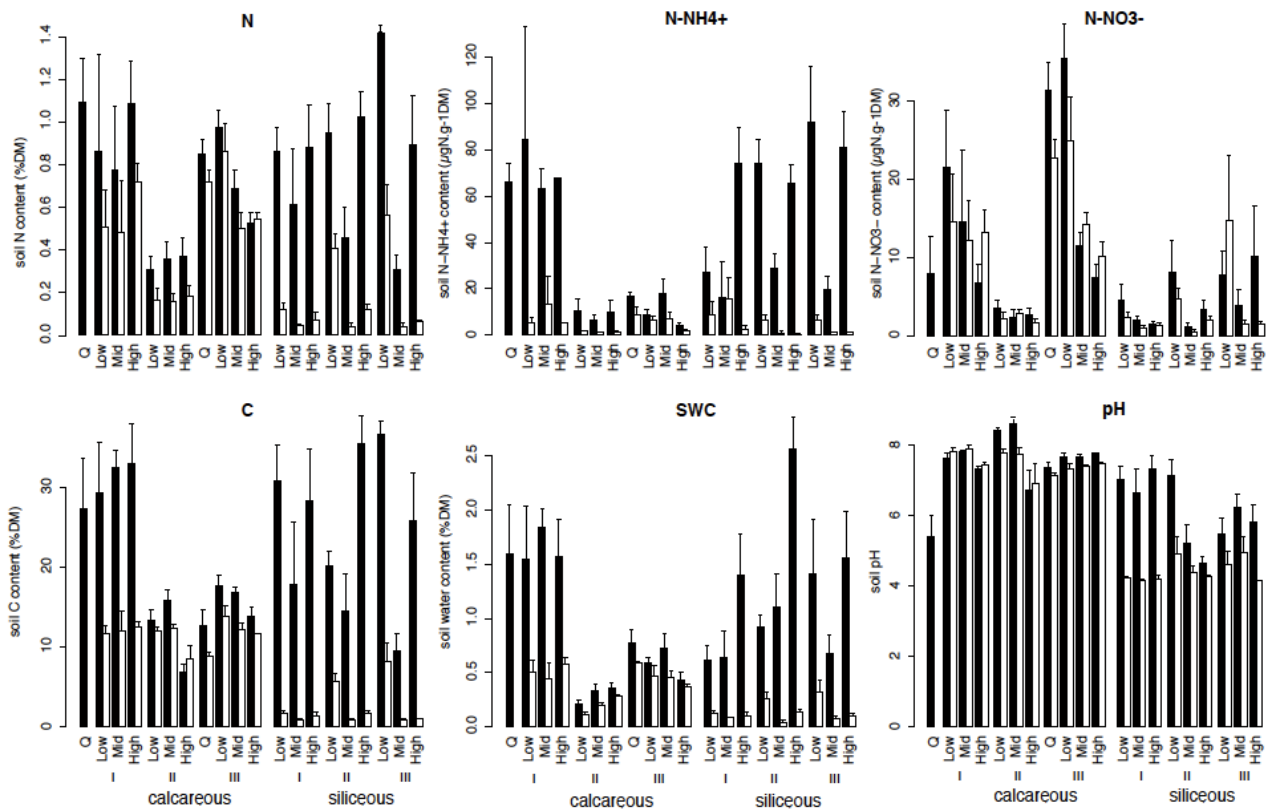 N
N-NH4+
N-NO3-
soil N content (%DM)
0.0 0.2 0.4 0.6 0.8 1.0 1.2 1.4
Q Low Mid High Low Mid High Q Low Mid High Low Mid High Low Mid High Low Mid High
soil N-NH4+ content (µgN.g-1DM)
0 20 40 60 80 100 120
Q Low Mid High Low Mid High Q Low Mid High Low Mid High Low Mid High Low Mid High
soil N-NO3- content (µgN.g-1DM)
0 10 20 30
Q Low Mid High Low Mid High Q Low Mid High Low Mid High Low Mid High Low Mid High
C
SWC
pH
soil C content (%DM)
0 10 20 30
Q Low Mid High Low Mid High Q Low Mid High Low Mid High Low Mid High Low Mid High
I II III I II III
calcareous siliceous
soil water content (%DM)
0.0 0.5 1.0 1.5 2.0 2.5
Q Low Mid High Low Mid High Q Low Mid High Low Mid High Low Mid High Low Mid High
I II III I II III
calcareous siliceous
soil pH
0 2 4 6 8
Q Low Mid High Low Mid High Q Low Mid High Low Mid High Low Mid High Low Mid High
I II III I II III
calcareous siliceous